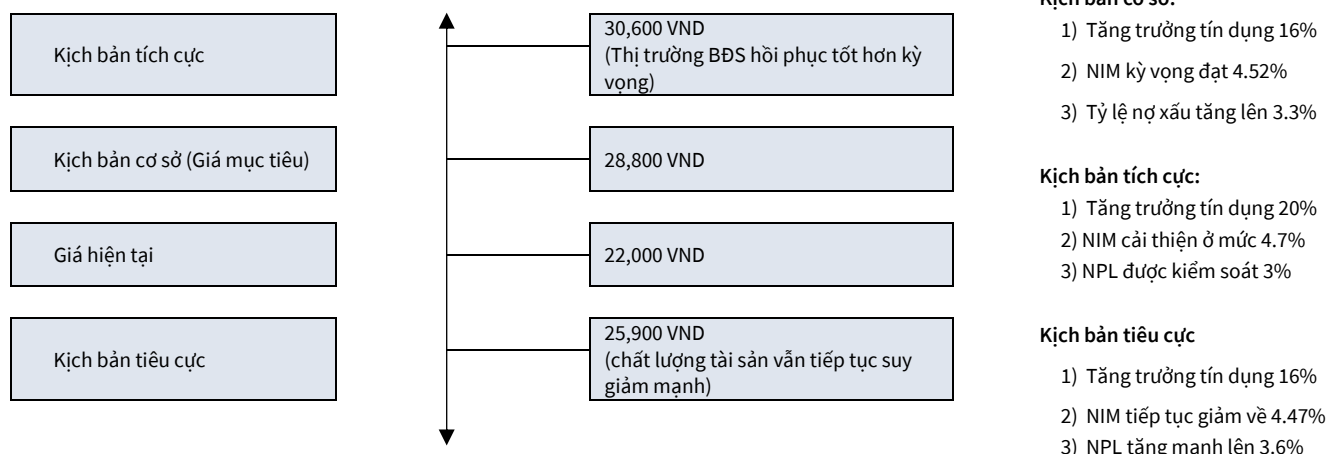 Kịch bản tích cực
30,600 VND
(Thị trường BĐS hồi phục tốt hơn kỳ
vọng)
Kịch bản cơ sở (Giá mục tiêu)
28,800 VND
Giá hiện tại
22,000 VND
Kịch bản tiêu cực
25,900 VND
(chất lượng tài sản vẫn tiếp tục suy
giảm mạnh)
Kịch bản cơ sở:
1) Tăng trưởng tín dụng 16%
2) NIM kỳ vọng đạt 4.52%
3) Tỷ lệ nợ xấu tăng lên 3.3%
Kịch bản tích cực:
1) Tăng trưởng tín dụng 20%
2) NIM cải thiện ở mức 4.7%
3) NPL được kiểm soát 3%
Kịch bản tiêu cực
1) Tăng trưởng tín dụng 16%
2) NIM tiếp tục giảm về 4.47%
3) NPL tăng mạnh lên 3.6%